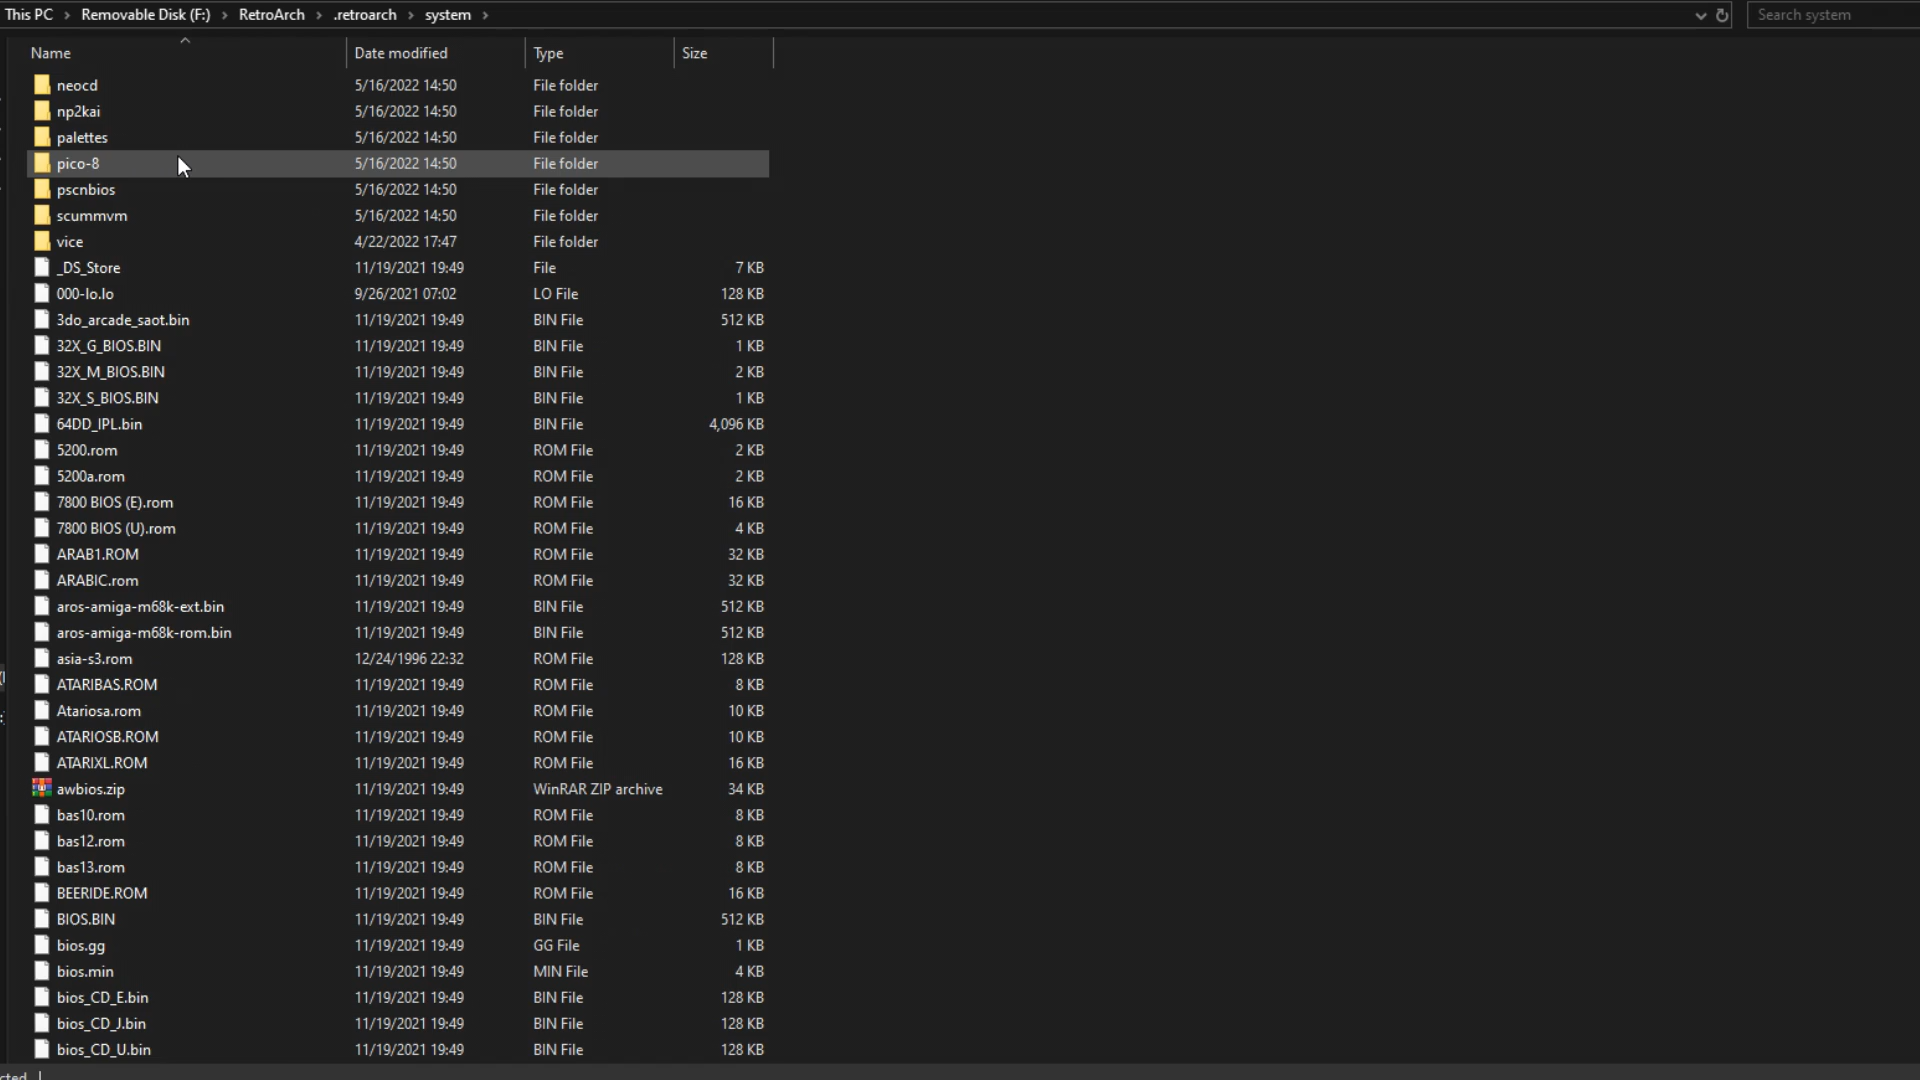 This PC > Removable Disk (F:) > RetroArch > .retroarch > system > Search system
Name Date modified Type Size
neocd 5/16/2022 14:50 File folder
np2kai 5/16/2022 14:50 File folder
palettes 5/16/2022 14:50 File folder
pico-8 5/16/2022 14:50 File folder
pscnbios 5/16/2022 14:50 File folder
scummvm 5/16/2022 14:50 File folder
vice 4/22/2022 17:47 File folder
_DS_Store 11/19/2021 19:49 File 7 KB
000-lo.lo 9/26/2021 07:02 LO File 128 KB
3do_arcade_saot.bin 11/19/2021 19:49 BIN File 512 KB
32X_G_BIOS.BIN 11/19/2021 19:49 BIN File 1 KB
32X_M_BIOS.BIN 11/19/2021 19:49 BIN File 2 KB
32X_S_BIOS.BIN 11/19/2021 19:49 BIN File 1 KB
64DD_IPL.bin 11/19/2021 19:49 BIN File 4,096 KB
5200.rom 11/19/2021 19:49 ROM File 2 KB
5200a.rom 11/19/2021 19:49 ROM File 2 KB
7800 BIOS (E).rom 11/19/2021 19:49 ROM File 16 KB
7800 BIOS (U).rom 11/19/2021 19:49 ROM File 4 KB
ARAB1.ROM 11/19/2021 19:49 ROM File 32 KB
ARABIC.rom 11/19/2021 19:49 ROM File 32 KB
aros-amiga-m68k-ext.bin 11/19/2021 19:49 BIN File 512 KB
aros-amiga-m68k-rom.bin 11/19/2021 19:49 BIN File 512 KB
asia-s3.rom 12/24/1996 22:32 ROM File 128 KB
ATARIBAS.ROM 11/19/2021 19:49 ROM File 8 KB
Atariosa.rom 11/19/2021 19:49 ROM File 10 KB
ATARIOSB.ROM 11/19/2021 19:49 ROM File 10 KB
ATARIXL.ROM 11/19/2021 19:49 ROM File 16 KB
awbios.zip 11/19/2021 19:49 WinRAR ZIP archive 34 KB
bas10.rom 11/19/2021 19:49 ROM File 8 KB
bas12.rom 11/19/2021 19:49 ROM File 8 KB
bas13.rom 11/19/2021 19:49 ROM File 8 KB
BEERIDE.ROM 11/19/2021 19:49 ROM File 16 KB
BIOS.BIN 11/19/2021 19:49 BIN File 512 KB
bios.gg 11/19/2021 19:49 GG File 1 KB
bios.min 11/19/2021 19:49 MIN File 4 KB
bios_CD_E.bin 11/19/2021 19:49 BIN File 128 KB
bios_CD_J.bin 11/19/2021 19:49 BIN File 128 KB
bios_CD_U.bin 11/19/2021 19:49 BIN File 128 KB